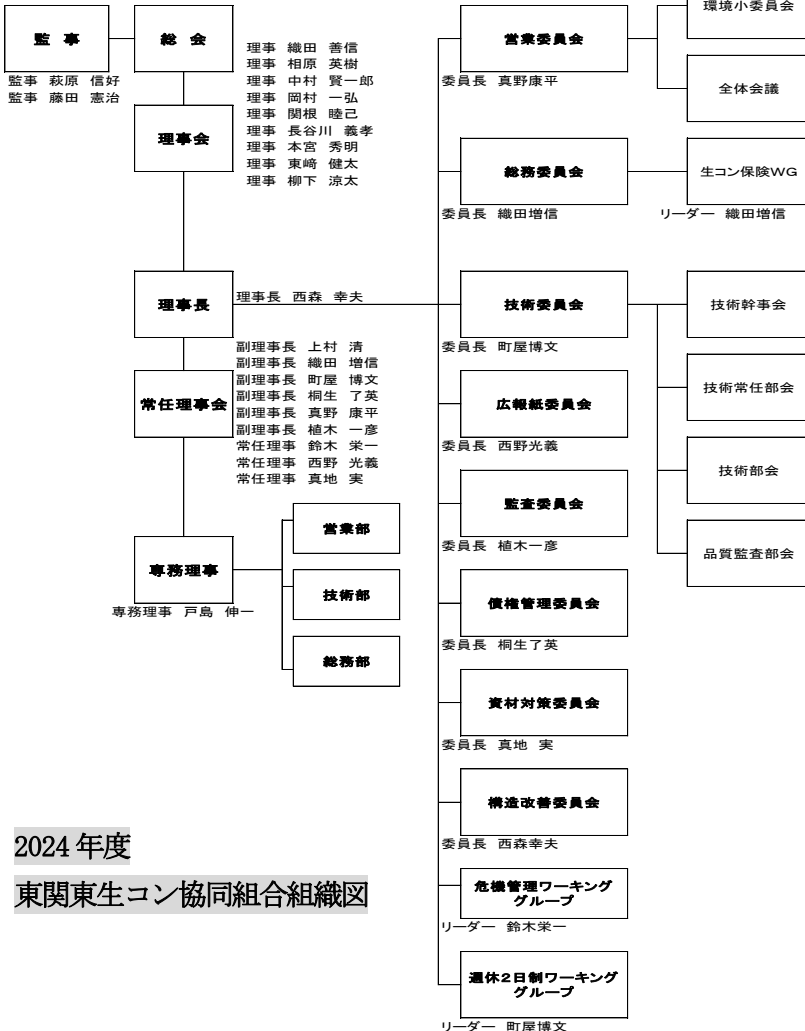 監 事
監事 萩原 信好
監事 藤田 憲治
総 会
理事会
理事 織田 善信
理事 相原 英樹
理事 中村 賢一郎
理事 岡村 一弘
理事 関根 睦己
理事 長谷川 義孝
理事 本宮 秀明
理事 東﨑 健太
理事 柳下 涼太
理事長
理事長 西森 幸夫
常任理事会
副理事長 上村 清
副理事長 織田 増信
副理事長 町屋 博文
副理事長 桐生 了英
副理事長 真野 康平
副理事長 植木 一彦
常任理事 鈴木 栄一
常任理事 西野 光義
常任理事 真地 実
専務理事
専務理事 戸島 伸一
営業部
技術部
総務部
営業委員会
委員長 真野康平
環境小委員会
全体会議
総務委員会
委員長 織田増信
生コン保険WG
リーダー 織田増信
技術委員会
委員長 町屋博文
技術幹事会
技術常任部会
技術部会
品質監査部会
広報紙委員会
委員長 西野光義
監査委員会
委員長 植木一彦
債権管理委員会
委員長 桐生了英
資材対策委員会
委員長 真地 実
構造改善委員会
委員長 西森幸夫
危機管理ワーキング
グループ
リーダー 鈴木栄一
週休2日制ワーキング
グループ
リーダー 町屋博文
2024年度
東関東生コン協同組合組織図